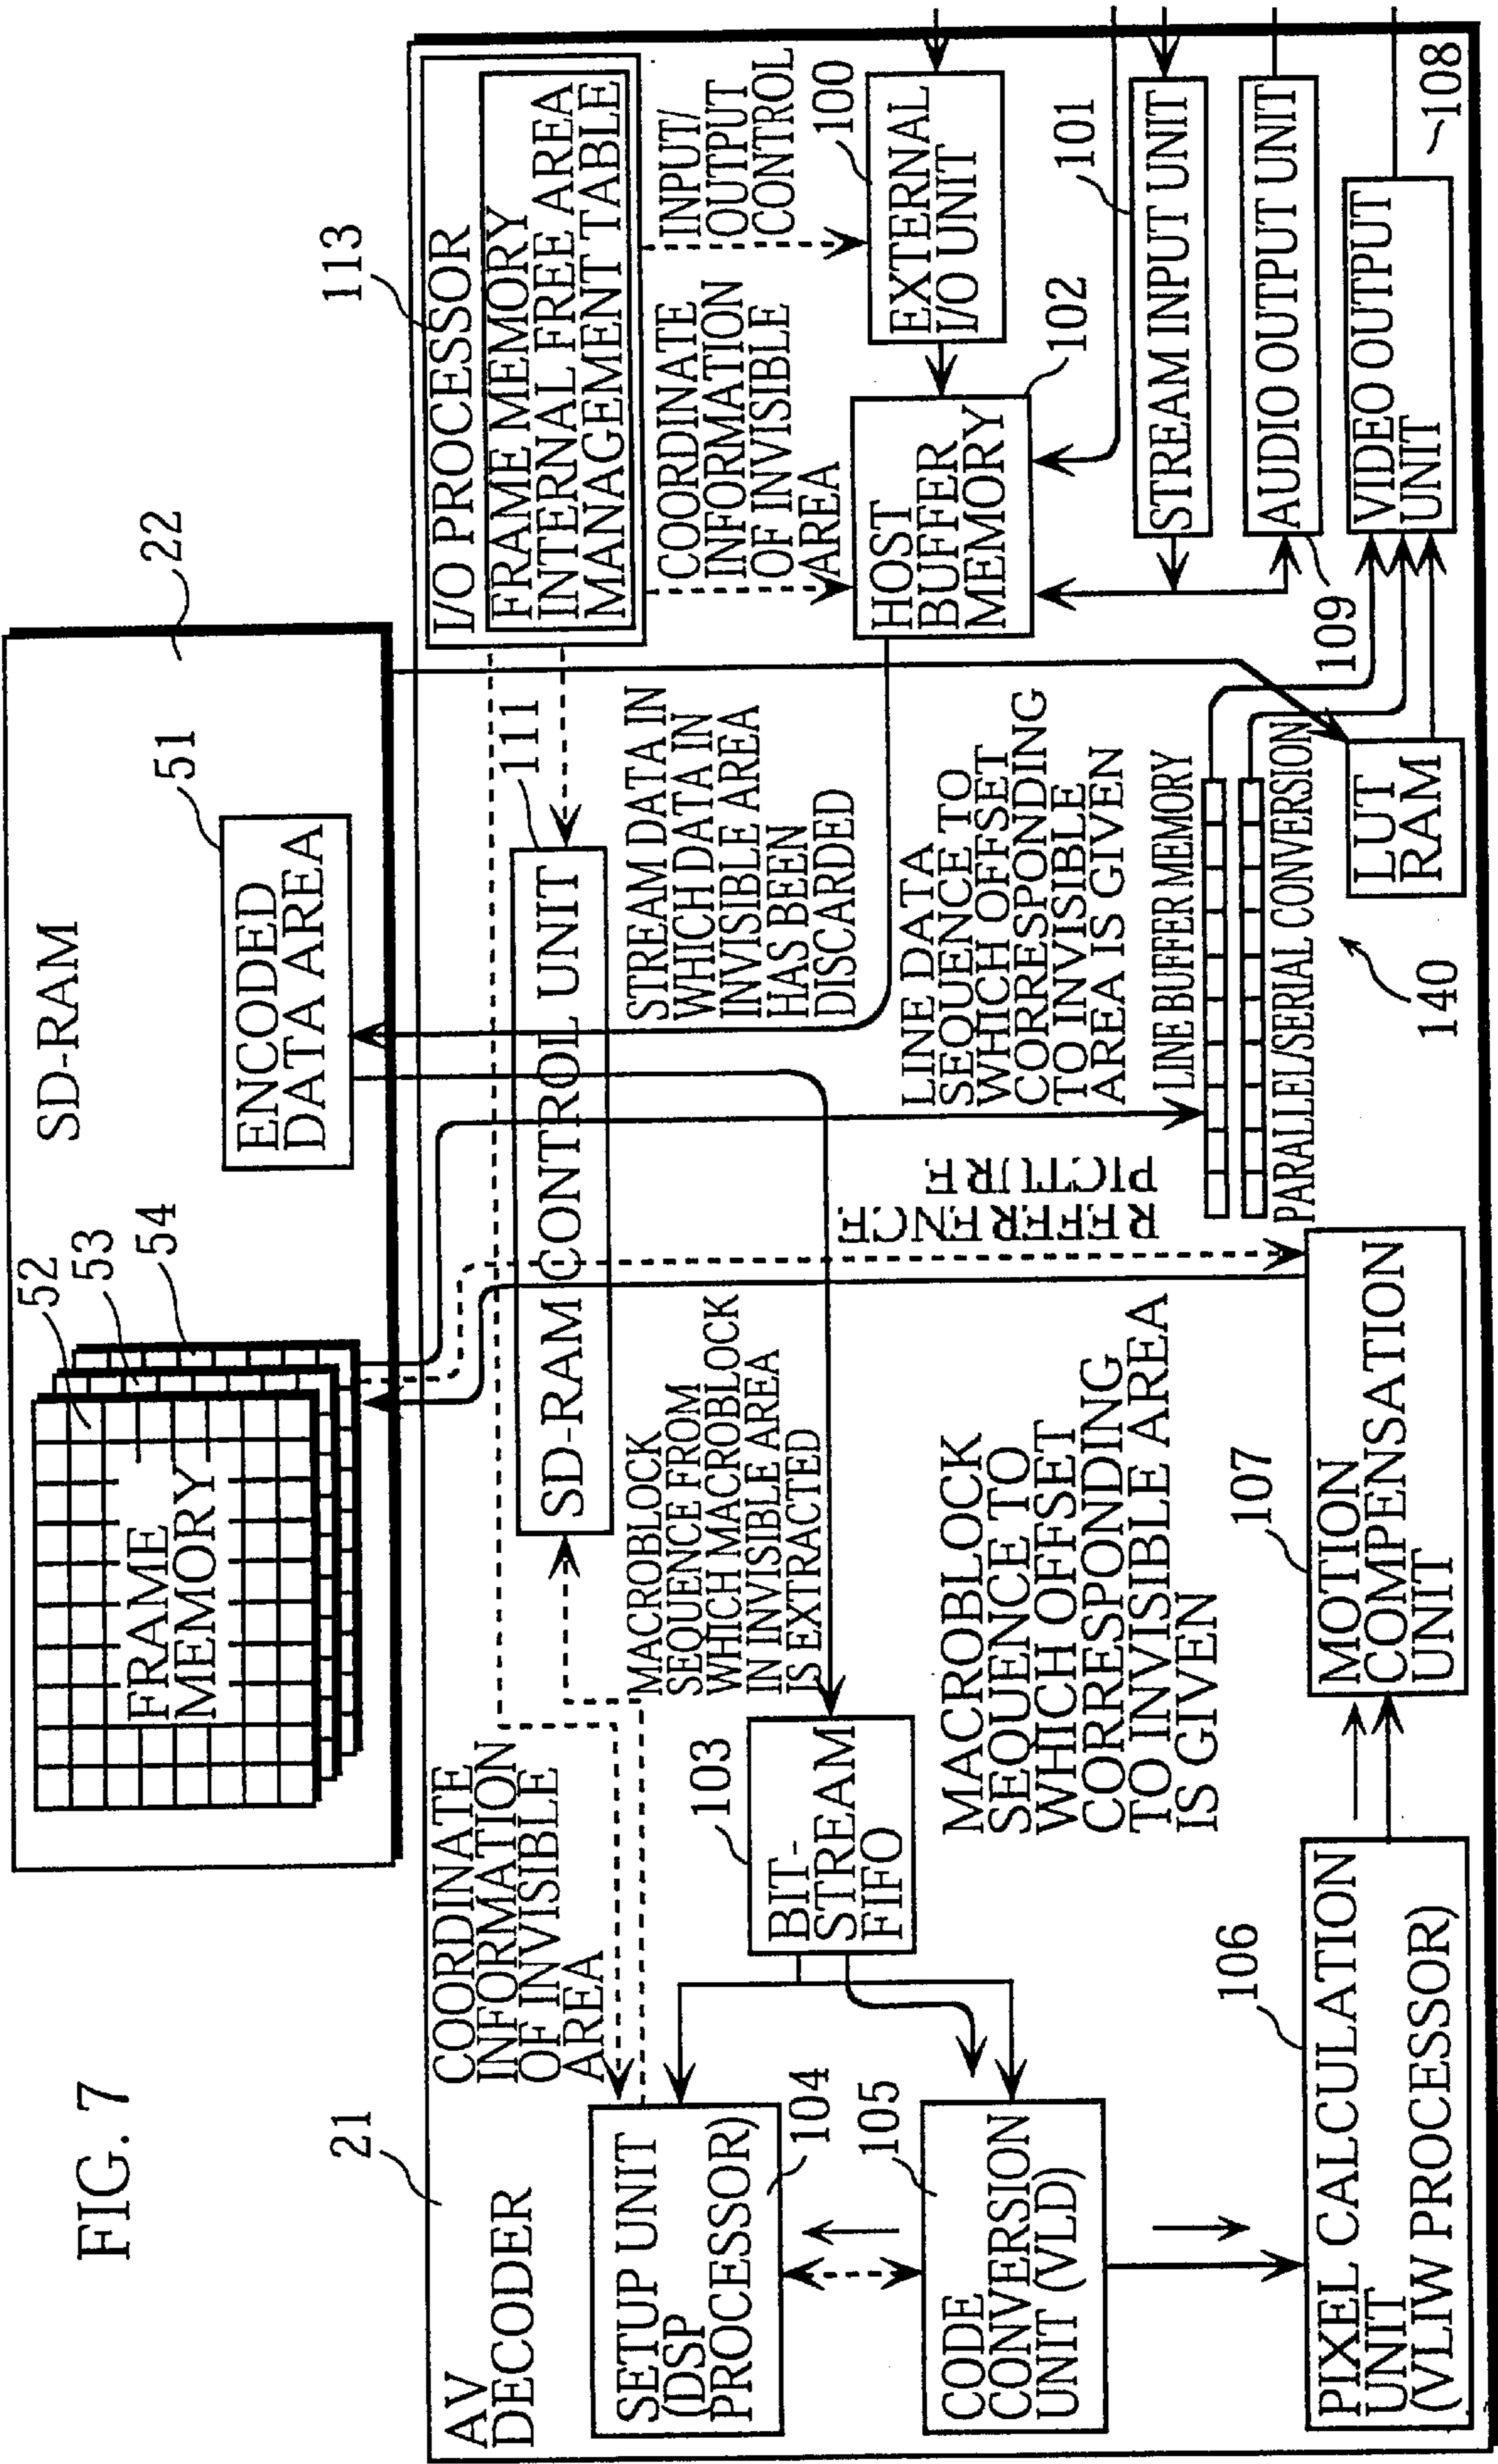 FIG. 7
SD-RAM
22
FRAME
MEMORY
52
53
54
ENCODED
DATA AREA
51
21
AV
DECODER
COORDINATE
INFORMATION
OF INVISIBLE
AREA
SD-RAM CONTROL UNIT
111
I/O PROCESSOR
113
FRAME MEMORY
INTERNAL FREE AREA
MANAGEMENT TABLE
SETUP UNIT
(DSP
PROCESSOR)
104
MACROBLOCK
SEQUENCE FROM
WHICH MACROBLOCK
IN INVISIBLE AREA
IS EXTRACTED
STREAM DATA IN
WHICH DATA IN
INVISIBLE AREA
HAS BEEN
DISCARDED
COORDINATE
INFORMATION
OF INVISIBLE
AREA
INPUT/
OUTPUT
CONTROL
103
BIT-
STREAM
FIFO
HOST
BUFFER
MEMORY
102
EXTERNAL
I/O UNIT
100
105
CODE
CONVERSION
UNIT (VLD)
MACROBLOCK
SEQUENCE TO
WHICH OFFSET
CORRESPONDING
TO INVISIBLE AREA
IS GIVEN
REFERENCE
PICTURE
LINE DATA
SEQUENCE TO
WHICH OFFSET
CORRESPONDING
TO INVISIBLE
AREA IS GIVEN
101
STREAM INPUT UNIT
LINE BUFFER MEMORY
PARALLEL/SERIAL CONVERSION
109
AUDIO OUTPUT UNIT
106
PIXEL CALCULATION
UNIT
(VLIW PROCESSOR)
107
MOTION
COMPENSATION
UNIT
140
LUT
RAM
VIDEO OUTPUT
UNIT
108